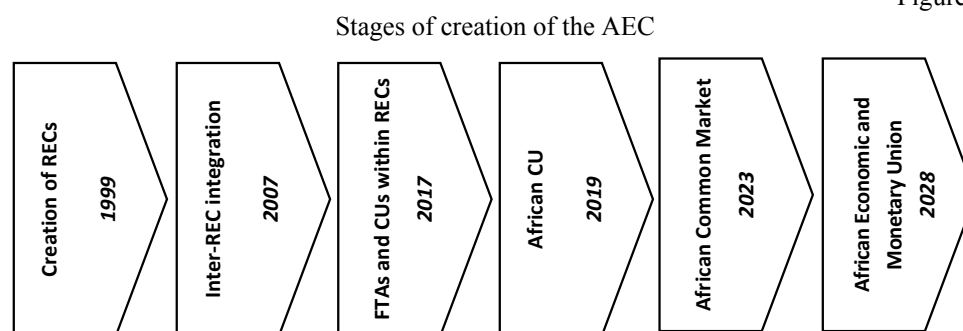 Figure
Stages of creation of the AEC
Creation of RECs
1999
Inter-REC integration
2007
FTAs and CUs within RECs
2017
African CU
2019
African Common Market
2023
African Economic and
Monetary Union
2028